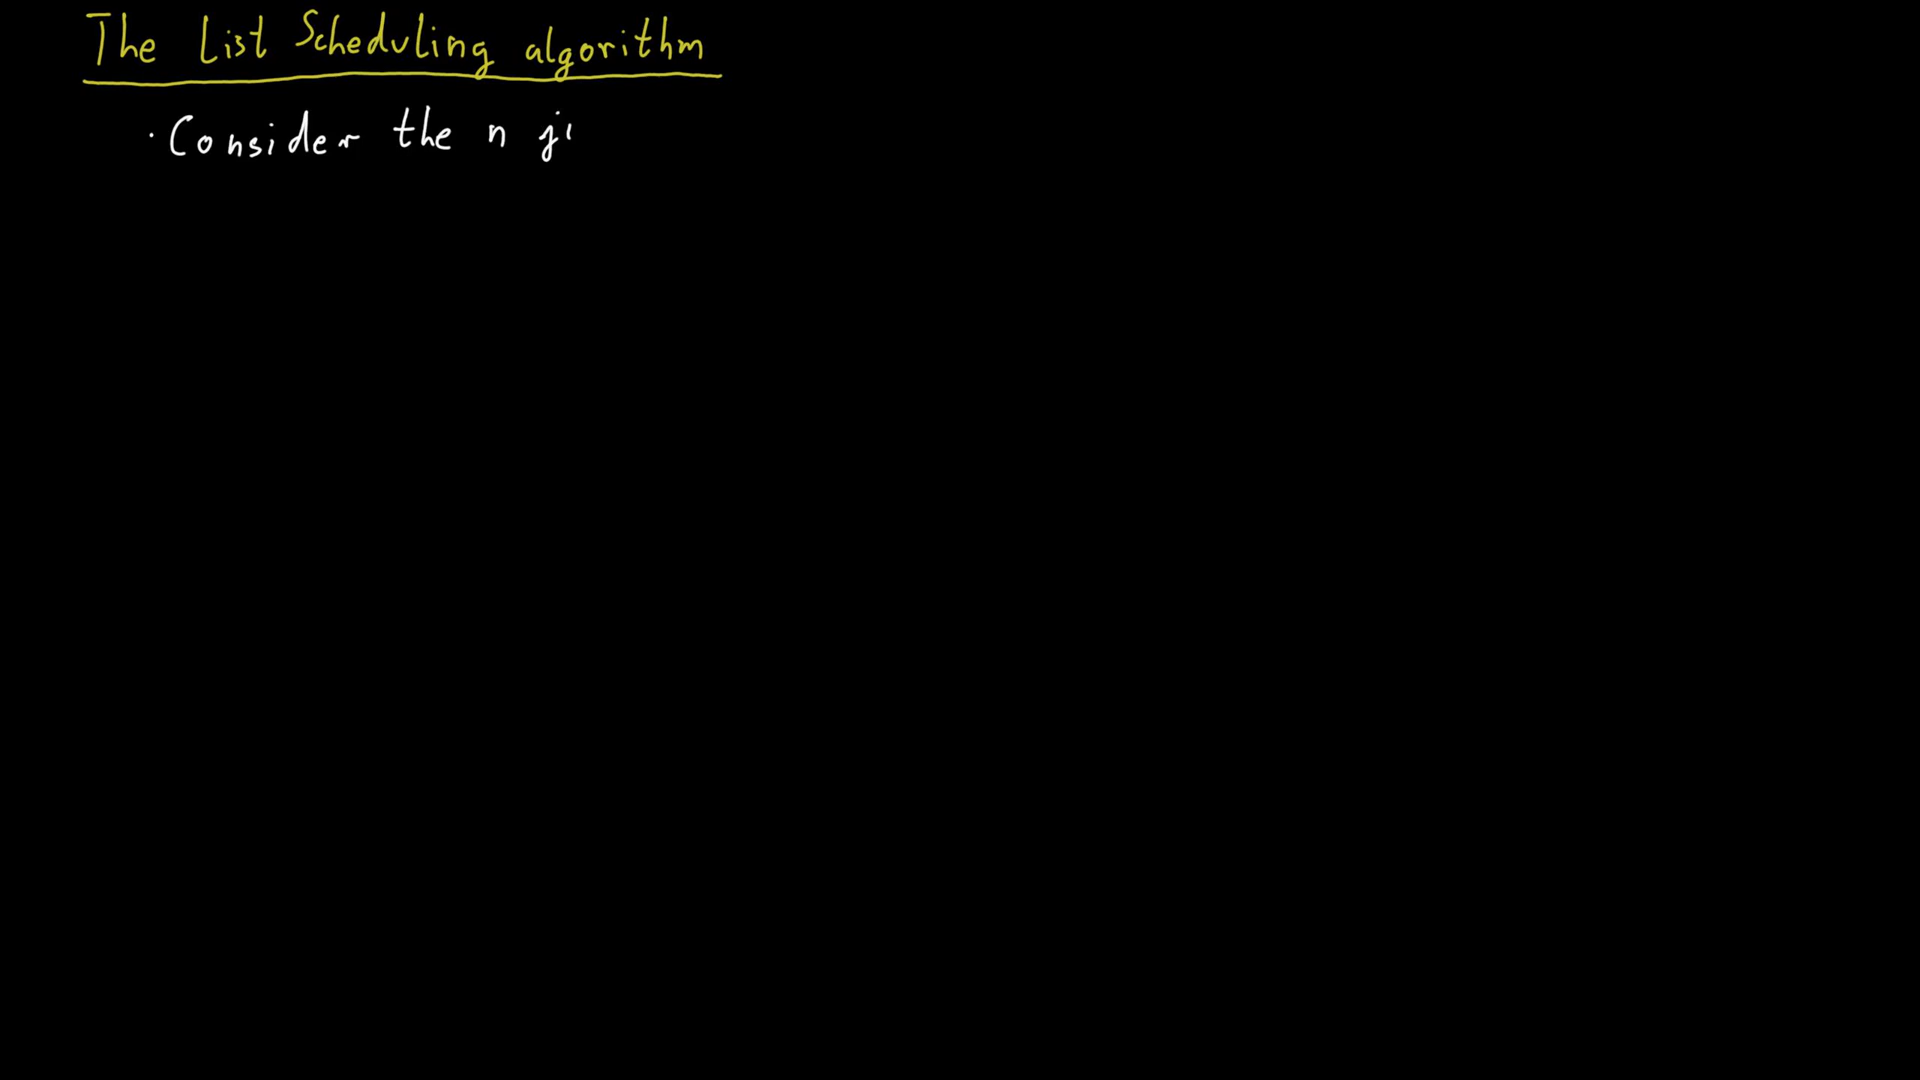 The List Scheduling algorithm
· Consider the n j